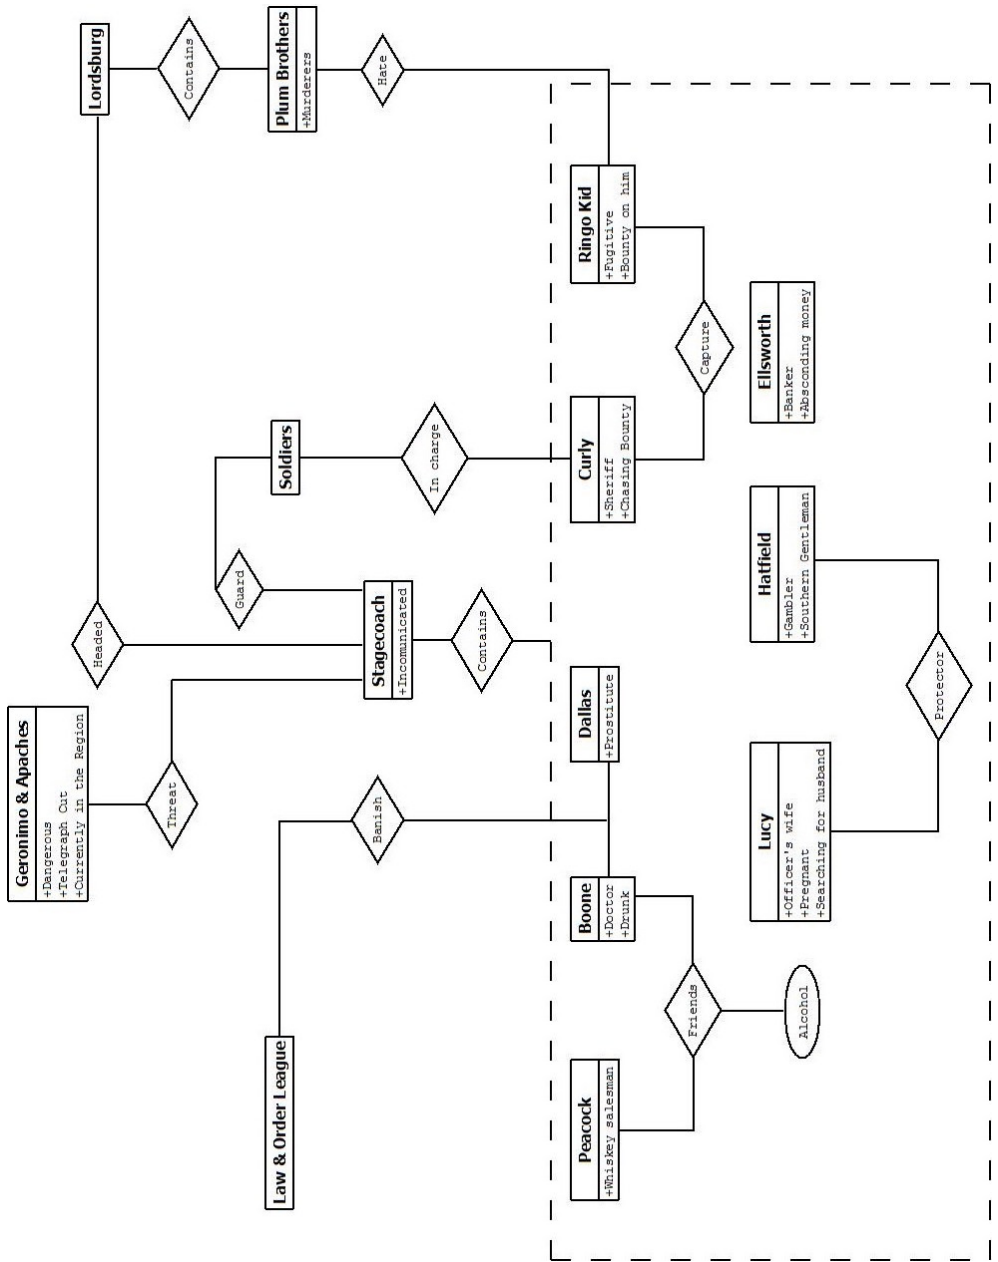 Geronimo & Apaches
+Dangerous
+Telegraph Cut
+Currently in the Region
Lordsburg
Headed
Contains
Threat
Law & Order League
Soldiers
Plum Brothers
+Murderers
Guard
Banish
Stagecoach
+Incomunicated
Hate
In charge
Contains
Peacock
+Whiskey salesman
Boone
+Doctor
+Drunk
Dallas
+Prostitute
Curly
+Sheriff
+Chasing Bounty
Ringo Kid
+Fugitive
+Bounty on him
Friends
Capture
Alcohol
Lucy
+Officer's wife
+Pregnant
+Searching for husband
Hatfield
+Gambler
+Southern Gentleman
Ellsworth
+Banker
+Absconding money
Protector